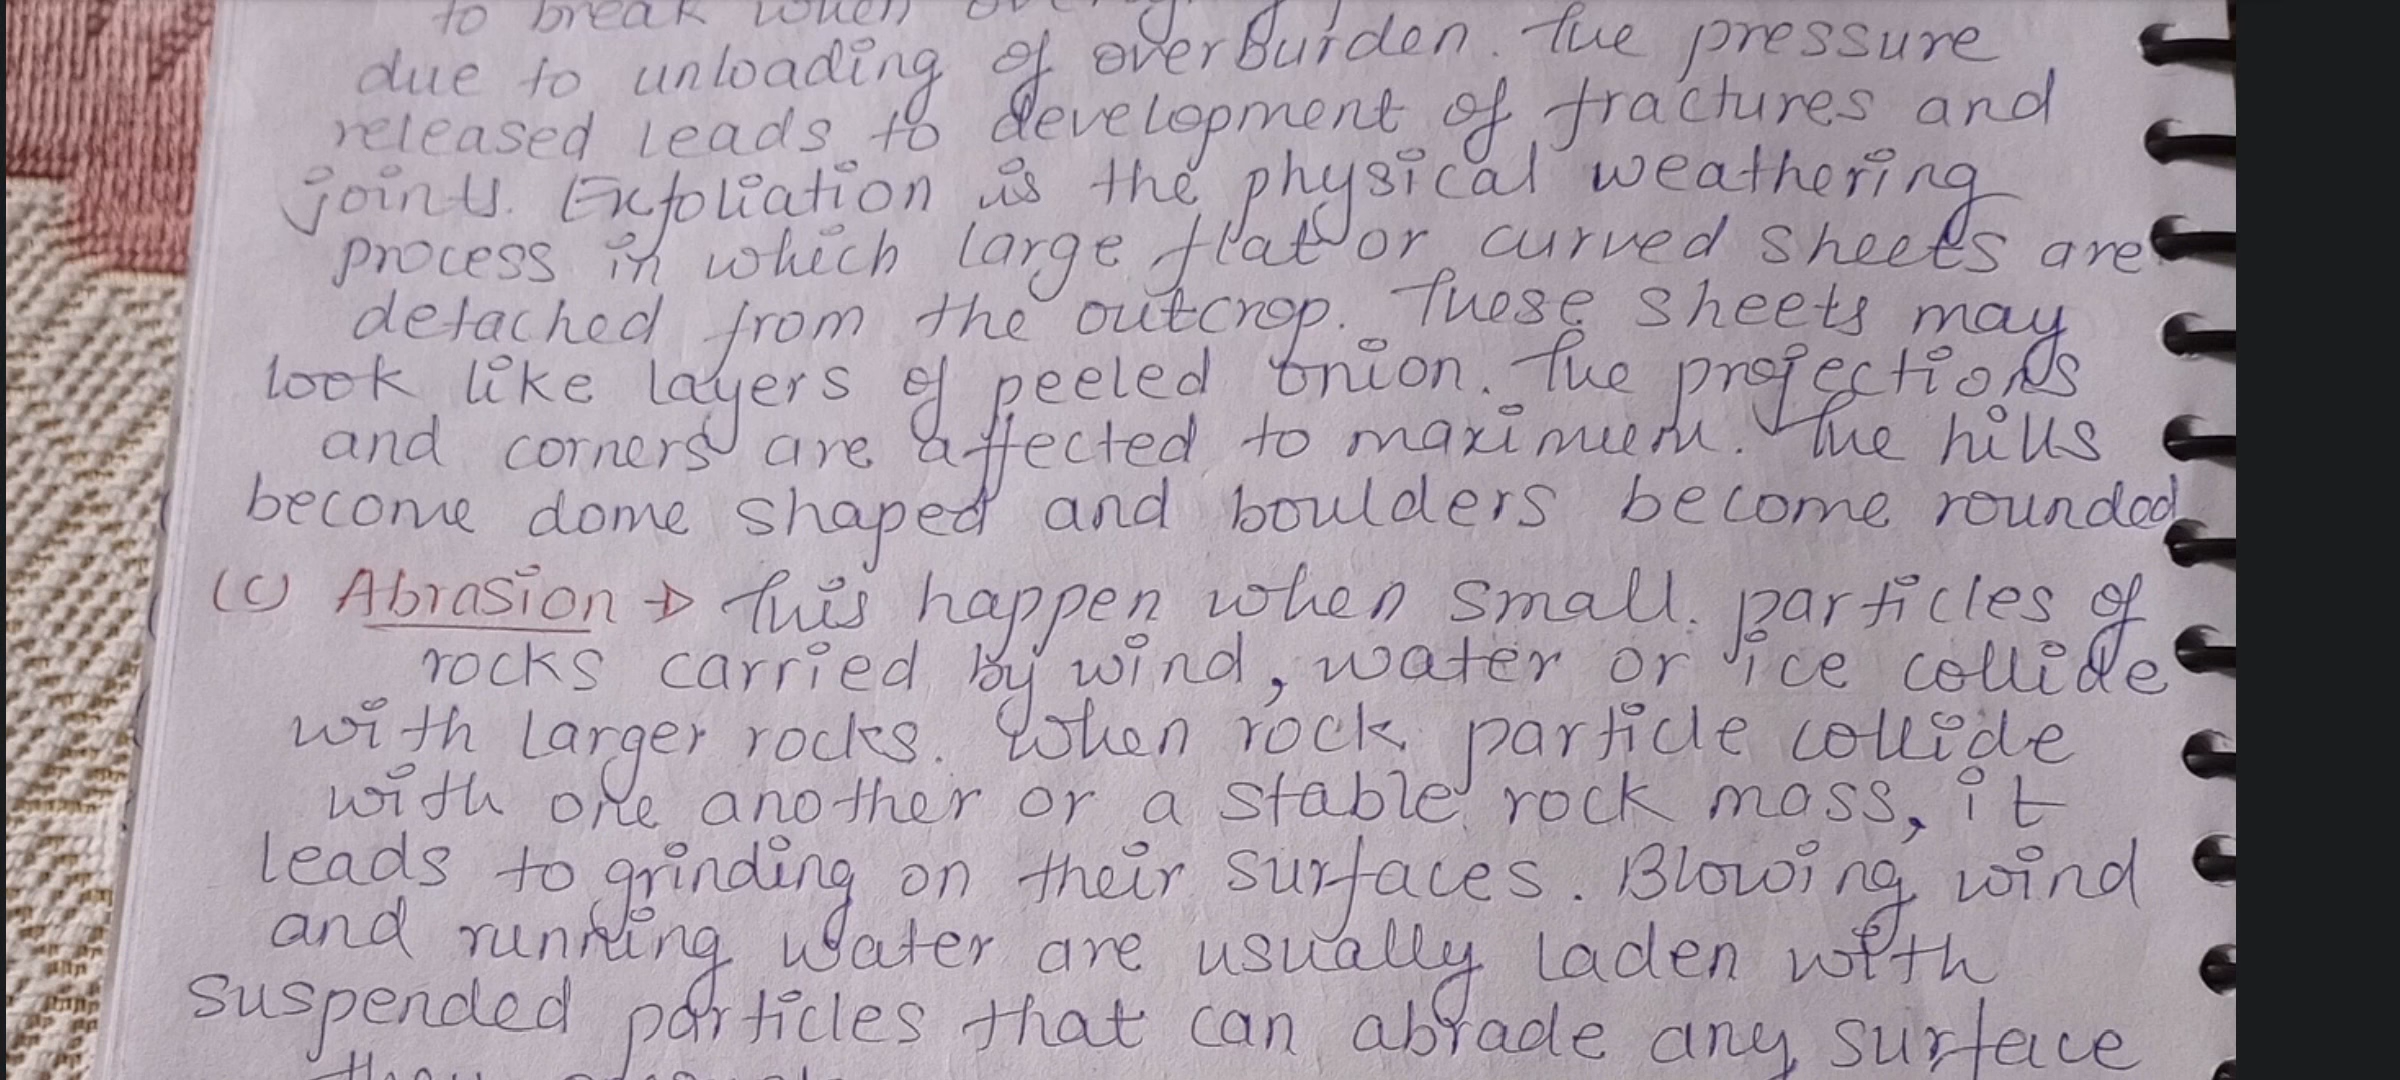 to break when
due to unloading of overburden. The pressure
released leads to development of fractures and
joints. Exfoliation is the physical weathering
process in which large flat or curved sheets are
detached from the outcrop. These sheets may
look like layers of peeled onion. The projections
and corners are affected to maximum. The hills
become dome shaped and boulders become rounded
(C) Abrasion → This happen when small particles of
rocks carried by wind, water or ice collide
with larger rocks. When rock particle collide
with one another or a stable rock mass, it
leads to grinding on their surfaces. Blowing wind
and running water are usually laden with
suspended particles that can abrade any surface
they